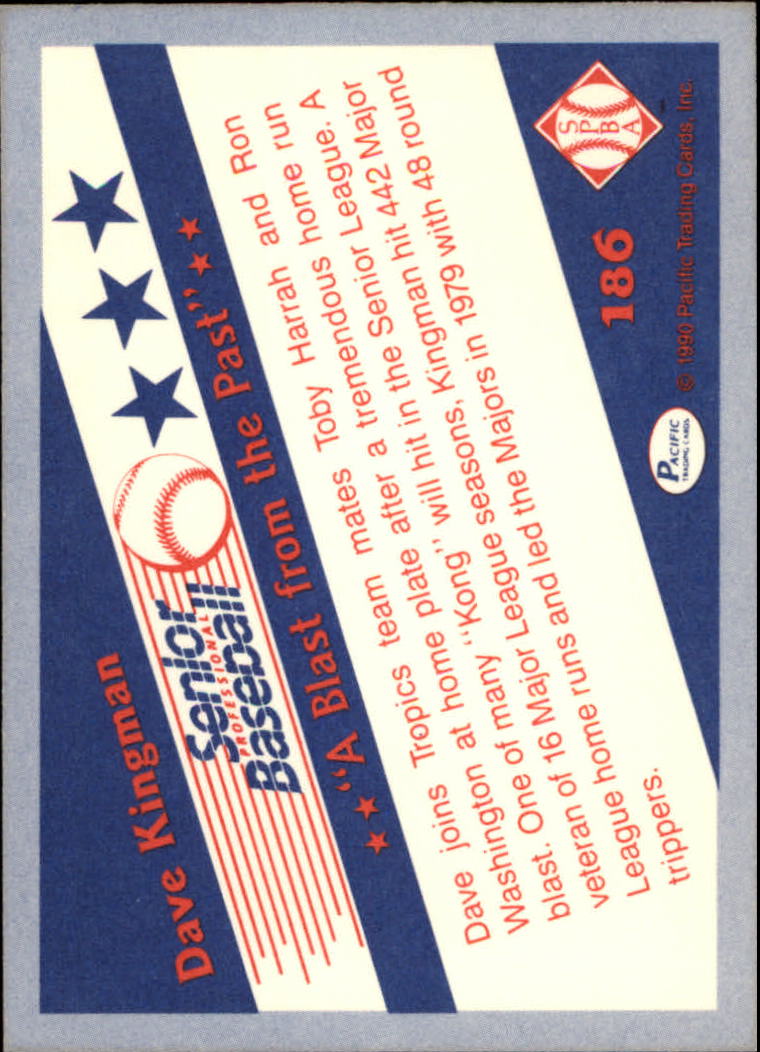 Dave Kingman
Senior
PROFESSIONAL
Baseball
"A Blast from the Past"
Dave joins Tropics team mates Toby Harrah and Ron
Washington at home plate after a tremendous home run
blast. One of many "Kong" will hit in the Senior League. A
veteran of 16 Major League seasons, Kingman hit 442 Major
League home runs and led the Majors in 1979 with 48 round
trippers.
PACIFIC
TRADING CARDS
186
S
P
B
A
© 1990 Pacific Trading Cards, Inc.